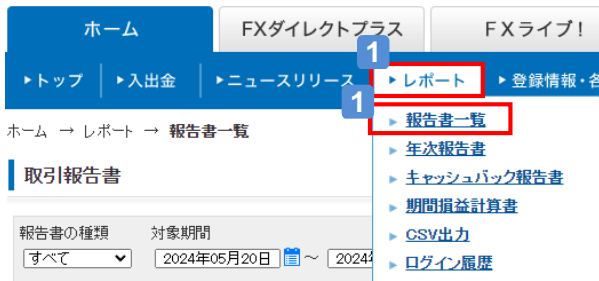 ホーム FXダイレクトプラス FXライブ！
1
トップ 入出金 ニュースリリース レポート 登録情報・各
1
報告書一覧
ホーム → レポート → 報告書一覧
年次報告書
取引報告書
キャッシュバック報告書
期間損益計算書
報告書の種類 対象期間
CSV出力
すべて 2024年05月20日 ～ 2024
ログイン履歴